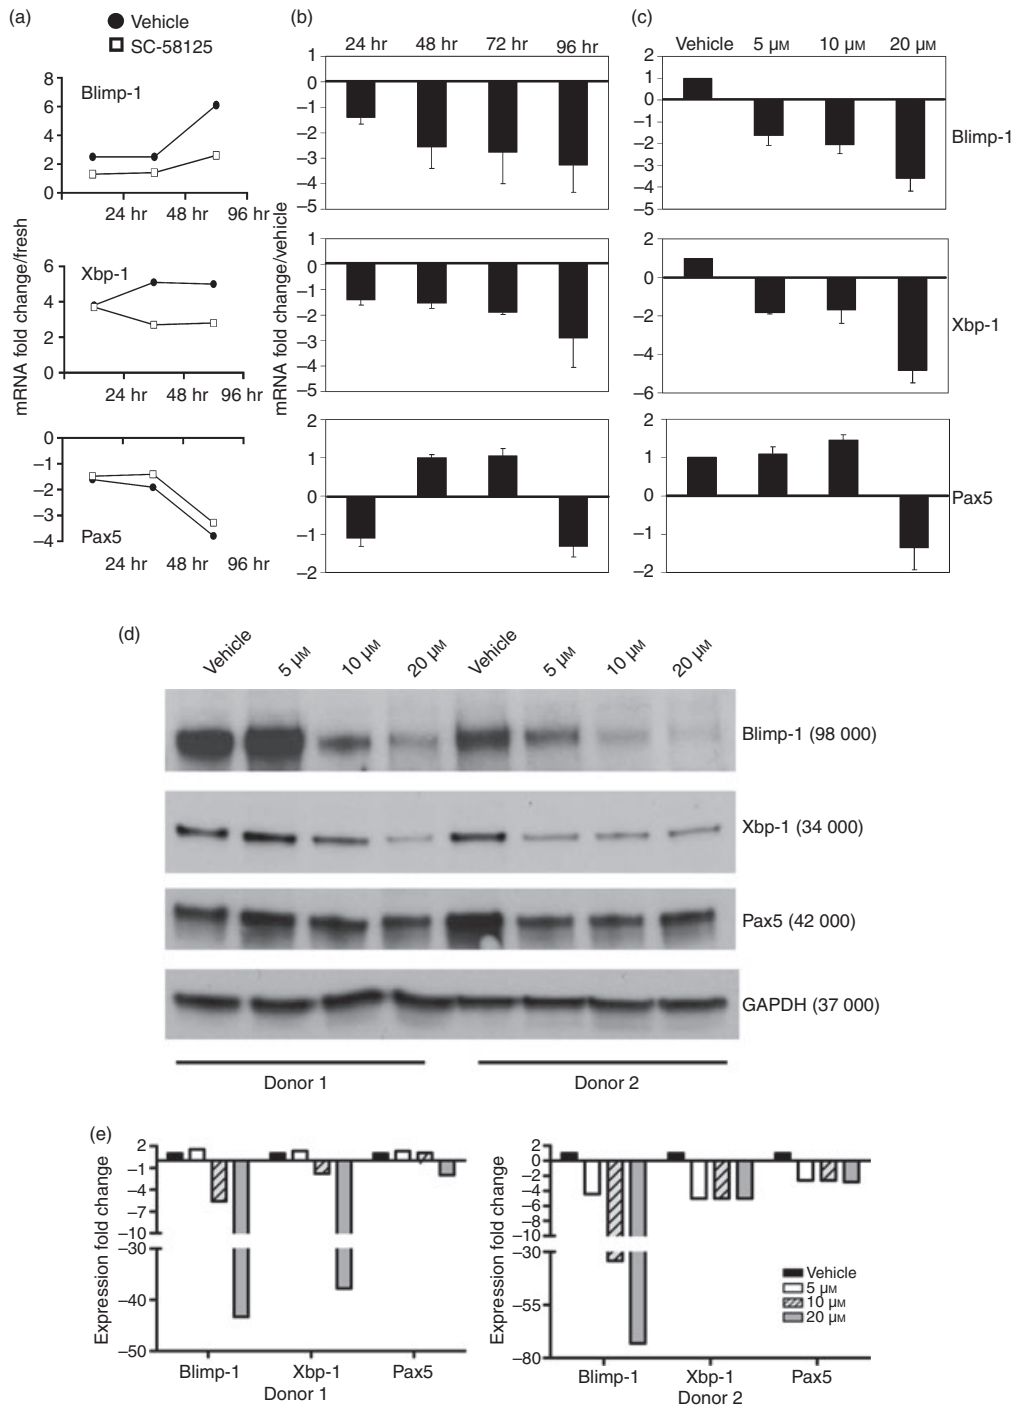 (a)
Vehicle
SC-58125
mRNA fold change/fresh
8
6
4
2
0
Blimp-1
24 hr 48 hr 96 hr
6
4
2
0
Xbp-1
24 hr 48 hr 96 hr
0
−1
−2
−3
−4
Pax5
24 hr 48 hr 96 hr
(b)
24 hr 48 hr 72 hr 96 hr
mRNA fold change/vehicle
1
0
−1
−2
−3
−4
−5
1
0
−1
−2
−3
−4
−5
2
1
0
−1
−2
(c)
Vehicle 5 μM 10 μM 20 μM
2
1
0
−1
−2
−3
−4
−5
Blimp-1
2
0
−2
−4
−6
Xbp-1
2
1
0
−1
−2
Pax5
(d)
Vehicle 5 μM 10 μM 20 μM Vehicle 5 μM 10 μM 20 μM
Blimp-1 (98 000)
Xbp-1 (34 000)
Pax5 (42 000)
GAPDH (37 000)
Donor 1 Donor 2
(e)
Expression fold change
2
−1
−4
−7
−10
−30
−40
−50
Blimp-1 Xbp-1 Pax5
Donor 1
Expression fold change
2
0
−2
−4
−6
−8
−10
−30
−55
−80
Vehicle
5 μM
10 μM
20 μM
Blimp-1 Xbp-1 Pax5
Donor 2